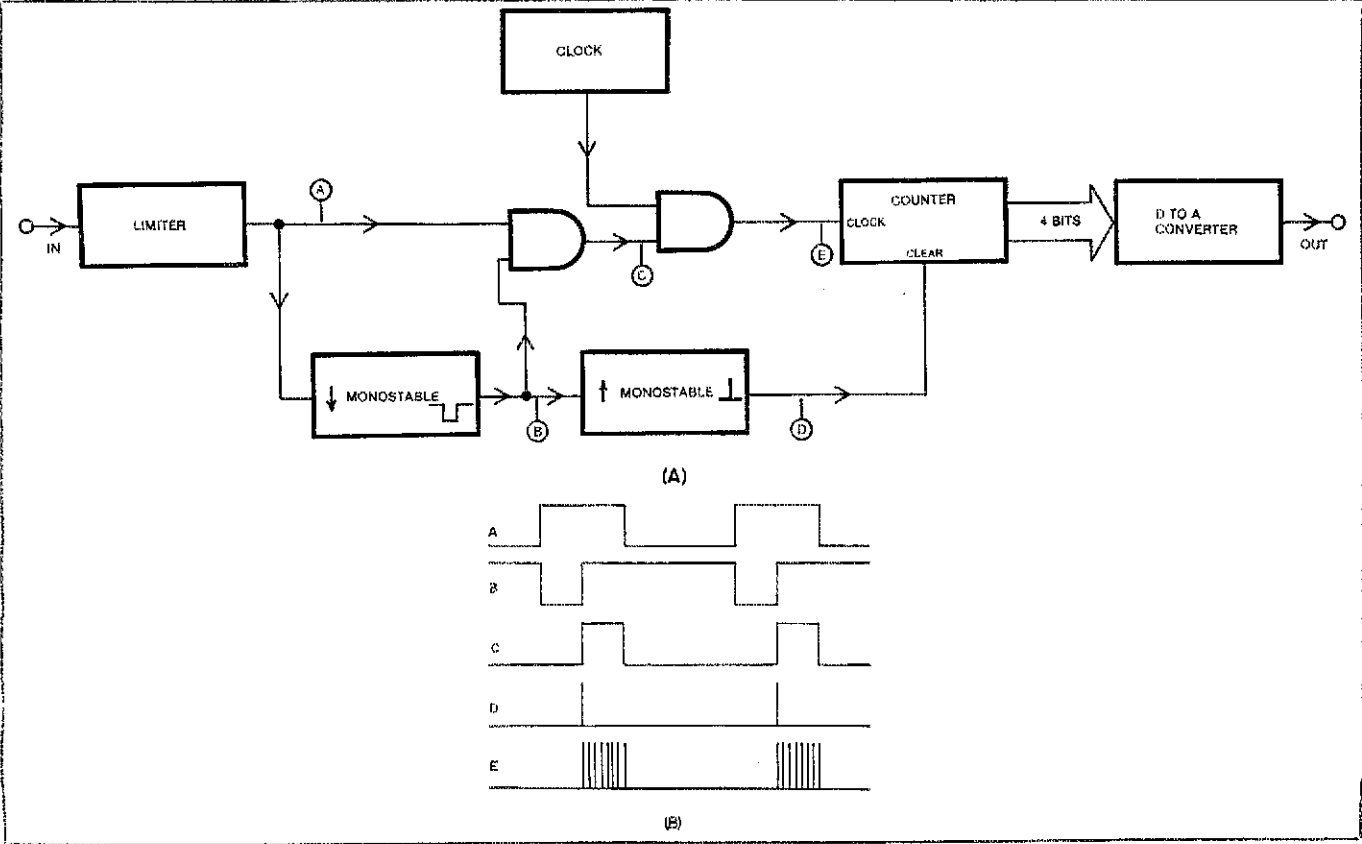 CLOCK
IN
LIMITER
A
C
E
COUNTER
CLOCK
CLEAR
4 BITS
D TO A
CONVERTER
OUT
MONOSTABLE
B
MONOSTABLE
D
(A)
A
B
C
D
E
(B)